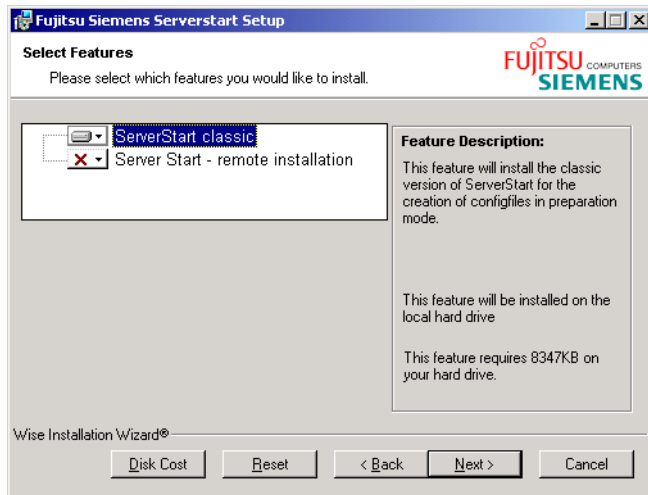 Fujitsu Siemens Serverstart Setup
Select Features
Please select which features you would like to install.
FUJITSU COMPUTERS
SIEMENS
ServerStart classic
Server Start - remote installation
Feature Description:
This feature will install the classic
version of ServerStart for the
creation of configfiles in preparation
mode.
This feature will be installed on the
local hard drive
This feature requires 8347KB on
your hard drive.
Wise Installation Wizard®
Disk Cost
Reset
< Back
Next >
Cancel